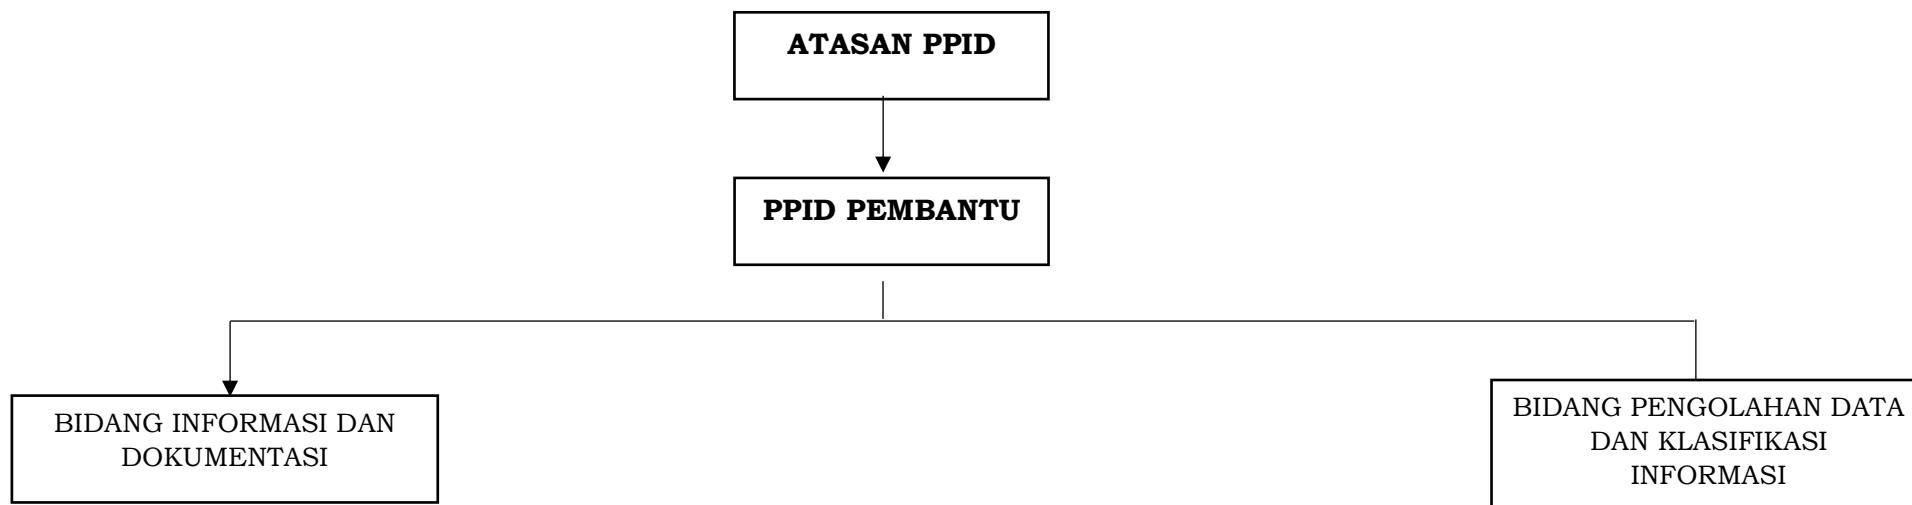 ATASAN PPID
PPID PEMBANTU
BIDANG INFORMASI DAN
DOKUMENTASI
BIDANG PENGOLAHAN DATA
DAN KLASIFIKASI
INFORMASI